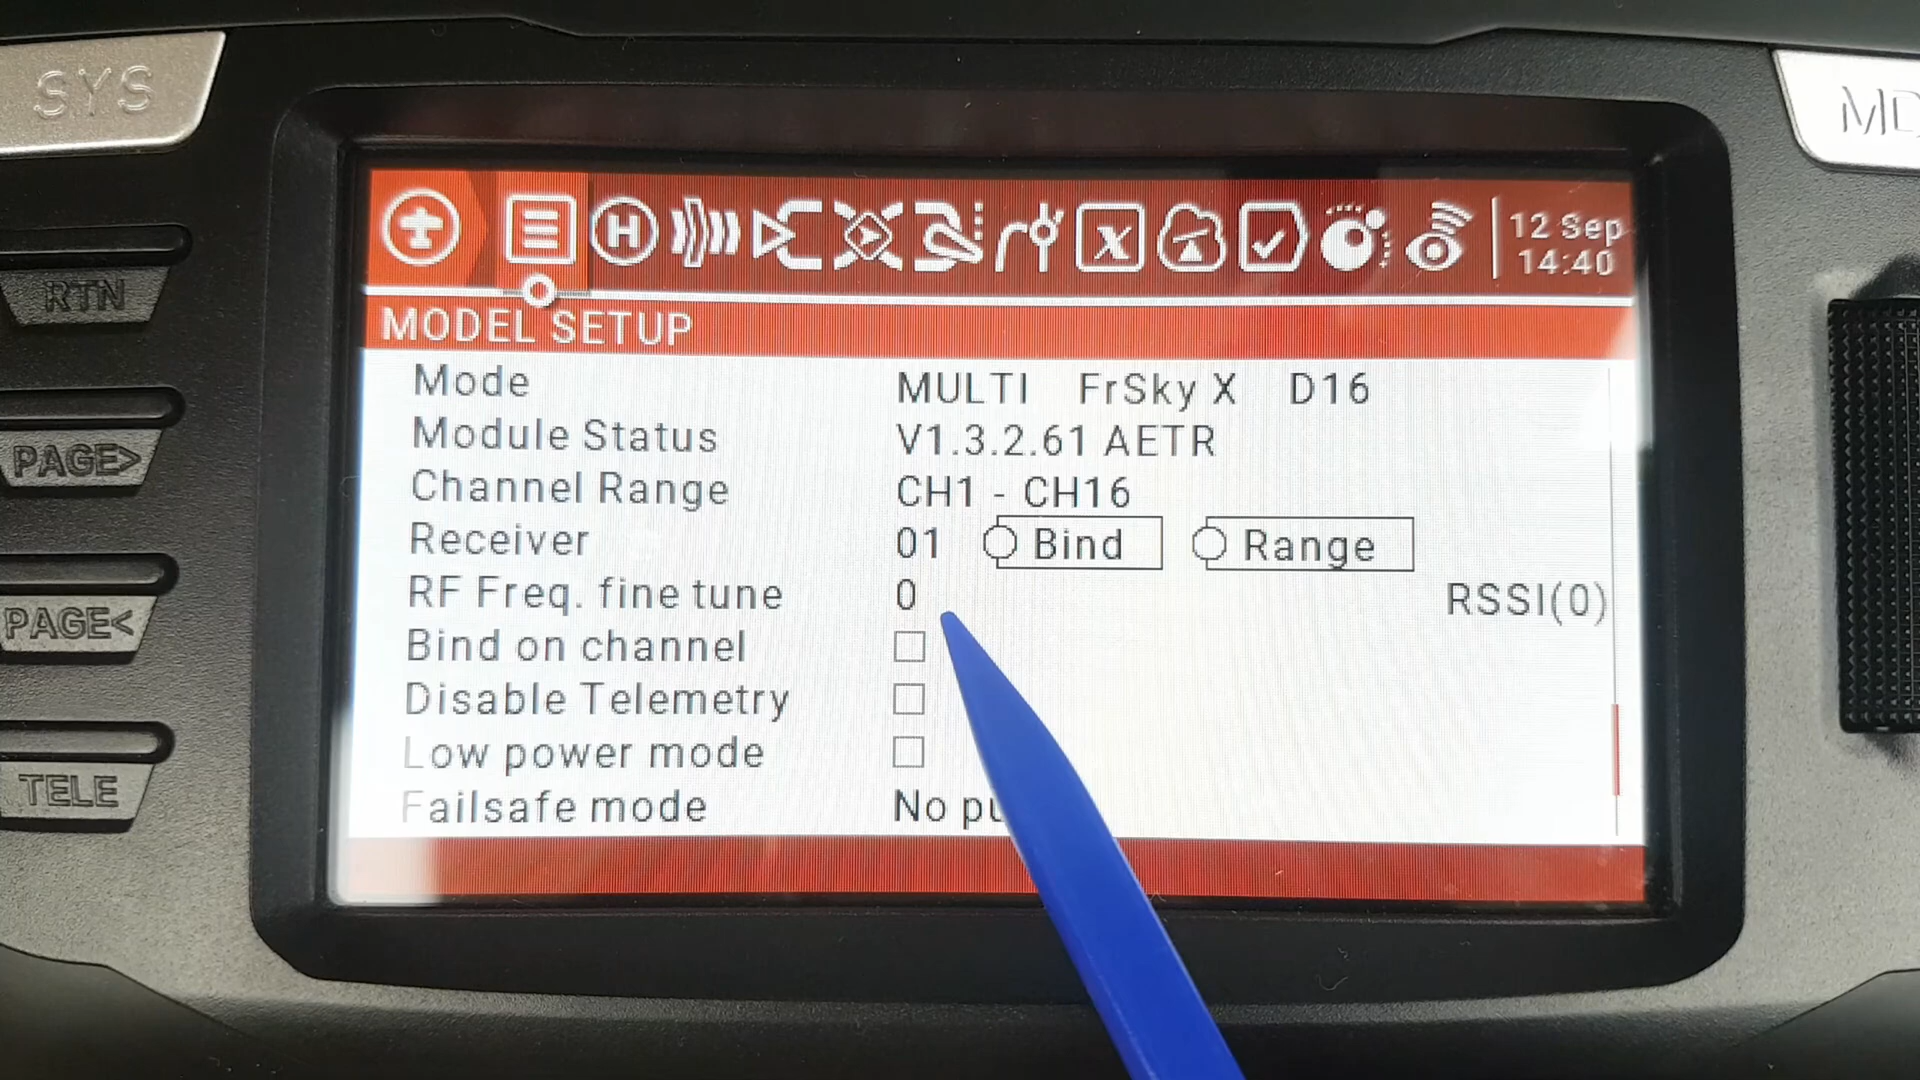 SYS
RTN
PAGE>
PAGE<
TELE
12 Sep
14:40
MODEL SETUP
Mode MULTI FrSky X D16
Module Status V1.3.2.61 AETR
Channel Range CH1 - CH16
Receiver 01 Bind Range
RF Freq. fine tune 0 RSSI(0)
Bind on channel
Disable Telemetry
Low power mode
Failsafe mode No